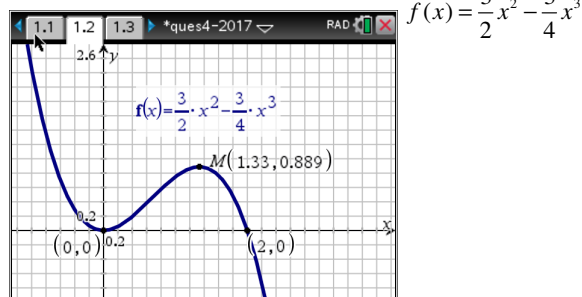 1.1 1.2 1.3 *ques4-2017 RAD
f(x) = 3/2 x² − 3/4 x³
2.6 y
f(x)=3/2·x²−3/4·x³
M(1.33,0.889)
0.2
x
(0,0) 0.2 (2,0)